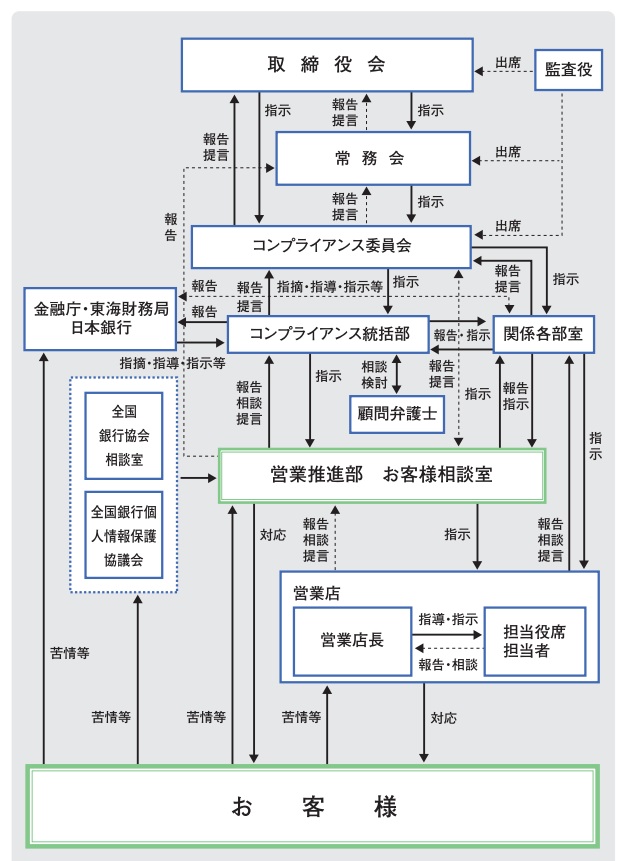 取締役会
監査役
出席
指示
報告
提言
指示
報告
提言
常務会
出席
報告
報告
提言
指示
出席
コンプライアンス委員会
報告
提言
指示
報告
報告
提言
指摘・指導・指示等
指示
金融庁・東海財務局
日本銀行
報告
コンプライアンス統括部
報告・指示
関係各部室
指摘・指導・指示等
指示
相談
検討
報告
提言
報告
相談
提言
指示
報告
指示
顧問弁護士
指示
全国
銀行協会
相談室
営業推進部 お客様相談室
全国銀行個
人情報保護
協議会
対応
報告
相談
提言
指示
報告
相談
提言
営業店
営業店長
指導・指示
報告・相談
担当役席
担当者
苦情等
苦情等
苦情等
苦情等
対応
お客様